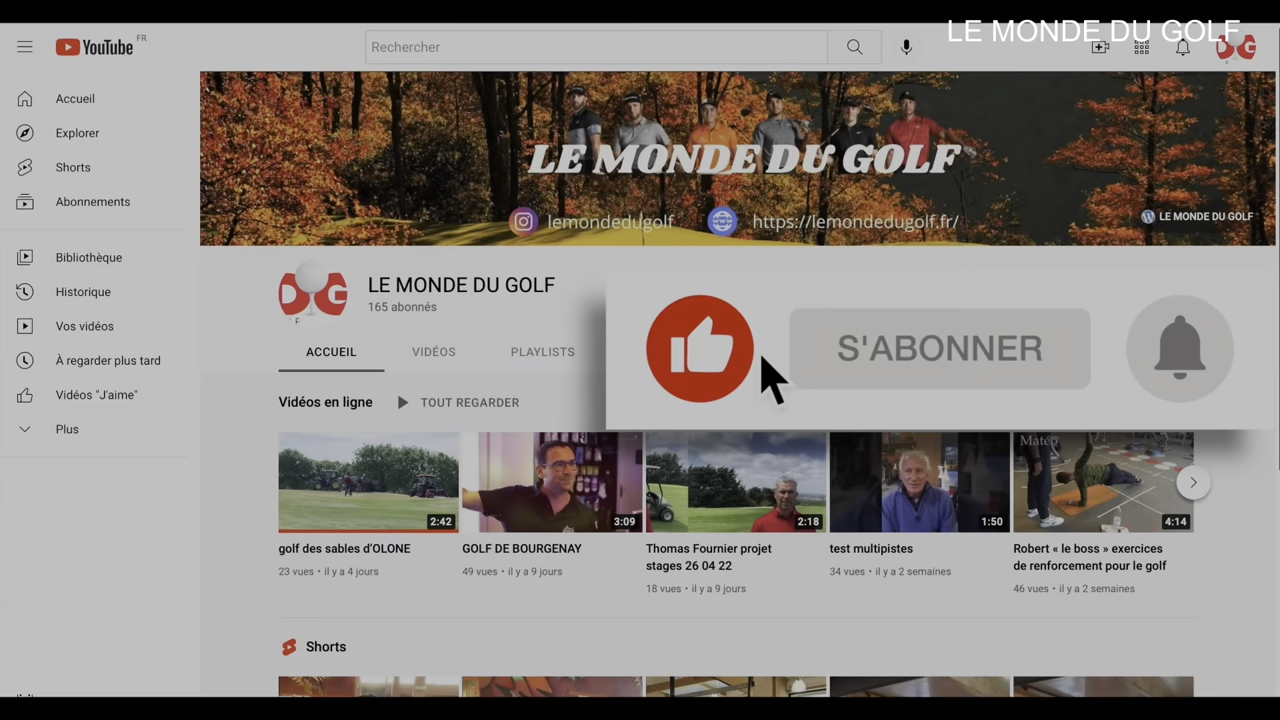 LE MONDE DU GOLF
YouTube FR
Rechercher
Accueil
Explorer
Shorts
Abonnements
Bibliothèque
Historique
Vos vidéos
À regarder plus tard
Vidéos "J'aime"
Plus
LE MONDE DU GOLF
lemondedugolf
https://lemondedugolf.fr/
LE MONDE DU GOLF
D G
F
LE MONDE DU GOLF
165 abonnés
ACCUEIL
VIDÉOS
PLAYLISTS
S'ABONNER
Vidéos en ligne
TOUT REGARDER
2:42
3:09
2:18
1:50
Matéo
4:14
golf des sables d'OLONE
23 vues • il y a 4 jours
GOLF DE BOURGENAY
49 vues • il y a 9 jours
Thomas Fournier projet
stages 26 04 22
18 vues • il y a 9 jours
test multipistes
34 vues • il y a 2 semaines
Robert « le boss » exercices
de renforcement pour le golf
46 vues • il y a 2 semaines
Shorts